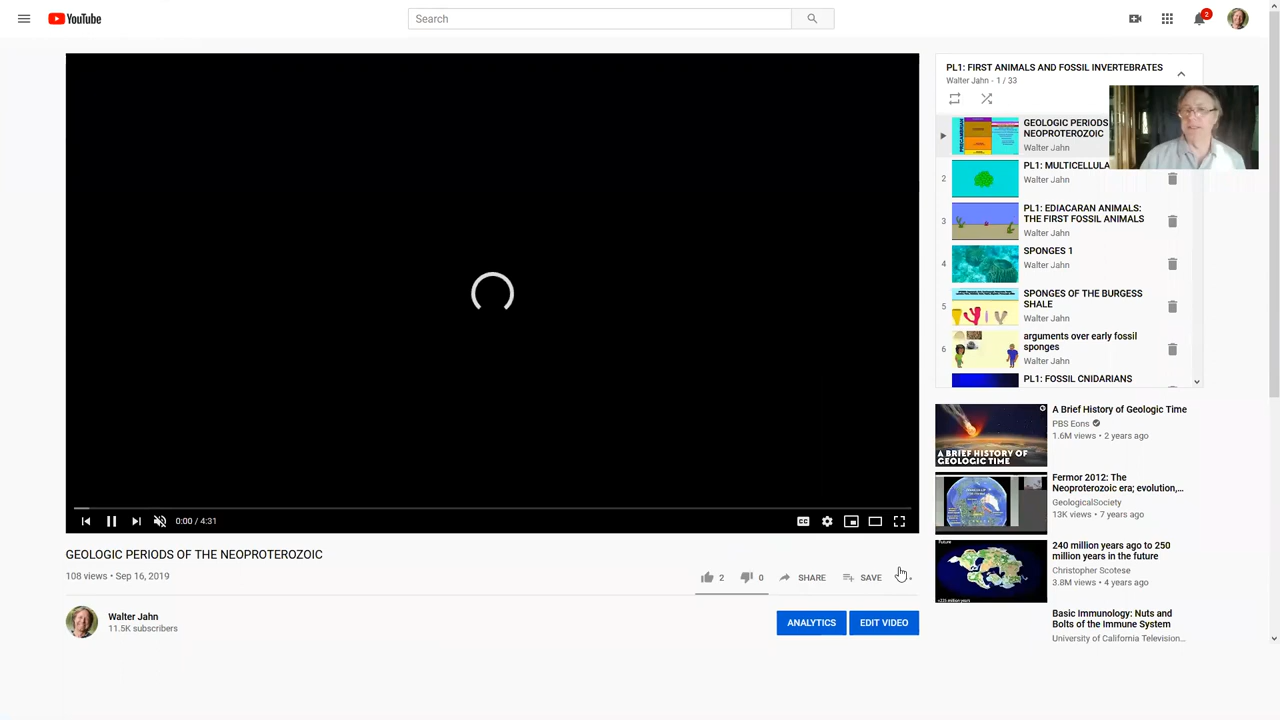 YouTube
Search
2
GEOLOGIC PERIODS OF THE NEOPROTEROZOIC
108 views • Sep 16, 2019
2
0
SHARE
SAVE
0:00 / 4:31
Walter Jahn
11.5K subscribers
ANALYTICS
EDIT VIDEO
PL1: FIRST ANIMALS AND FOSSIL INVERTEBRATES
Walter Jahn - 1 / 33
GEOLOGIC PERIODS
NEOPROTEROZOIC
Walter Jahn
PRECAMBRIAN
2
PL1: MULTICELLULA
Walter Jahn
3
PL1: EDIACARAN ANIMALS:
THE FIRST FOSSIL ANIMALS
Walter Jahn
4
SPONGES 1
Walter Jahn
5
SPONGES OF THE BURGESS
SHALE
Walter Jahn
6
arguments over early fossil
sponges
Walter Jahn
PL1: FOSSIL CNIDARIANS
A BRIEF HISTORY OF
GEOLOGIC TIME
A Brief History of Geologic Time
PBS Eons
1.6M views • 2 years ago
Fermor 2012: The
Neoproterozoic era; evolution,...
GeologicalSociety
13K views • 7 years ago
240 million years ago to 250
million years in the future
Christopher Scotese
3.8M views • 4 years ago
Basic Immunology: Nuts and
Bolts of the Immune System
University of California Television...